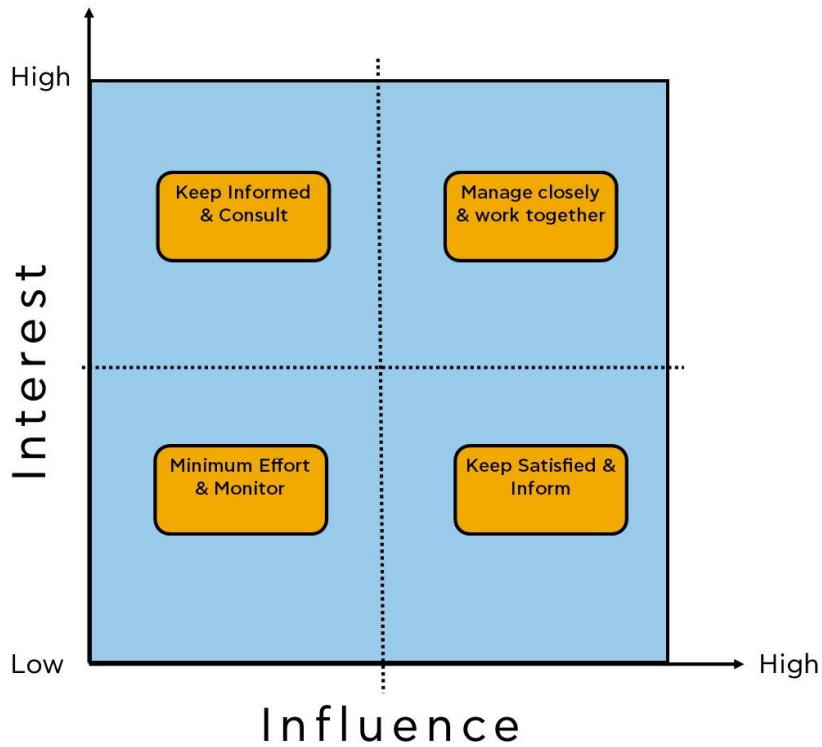 High
Keep Informed
& Consult
Manage closely
& work together
Interest
Minimum Effort
& Monitor
Keep Satisfied &
Inform
Low
High
Influence